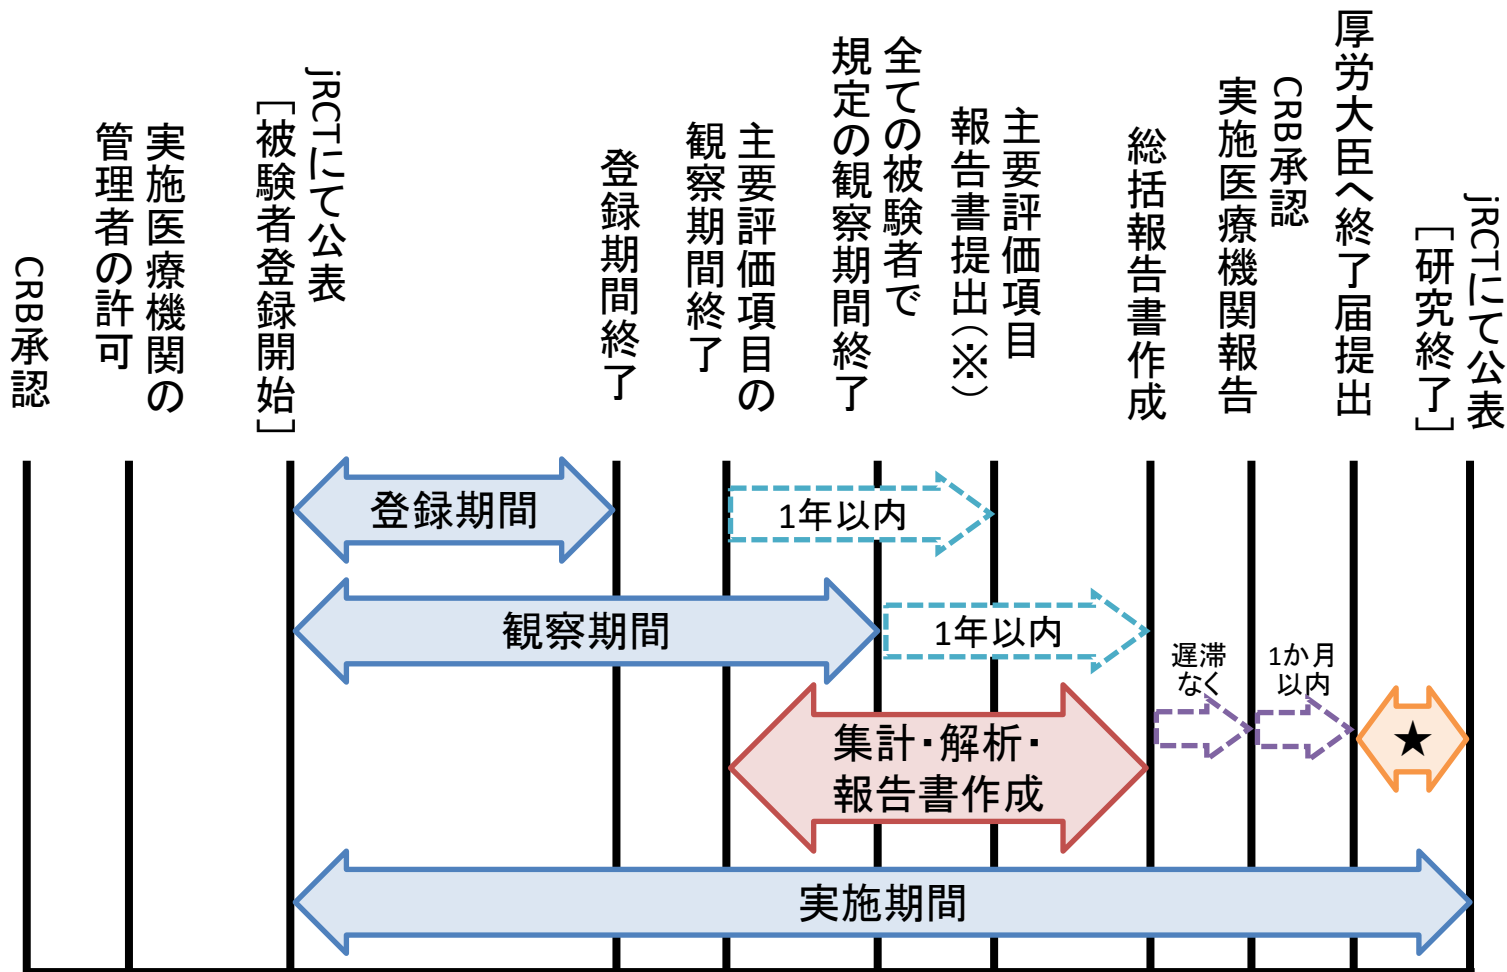 CRB承認
実施医療機関の
管理者の許可
jRCTにて公表
［被験者登録開始］
登録期間終了
主要評価項目の
観察期間終了
全ての被験者で
規定の観察期間終了
主要評価項目
報告書提出（※）
総括報告書作成
CRB承認
実施医療機関報告
厚労大臣へ終了届提出
jRCTにて公表
［研究終了］
登録期間
1年以内
観察期間
1年以内
遅滞
なく
1か月
以内
集計・解析・
報告書作成
★
実施期間